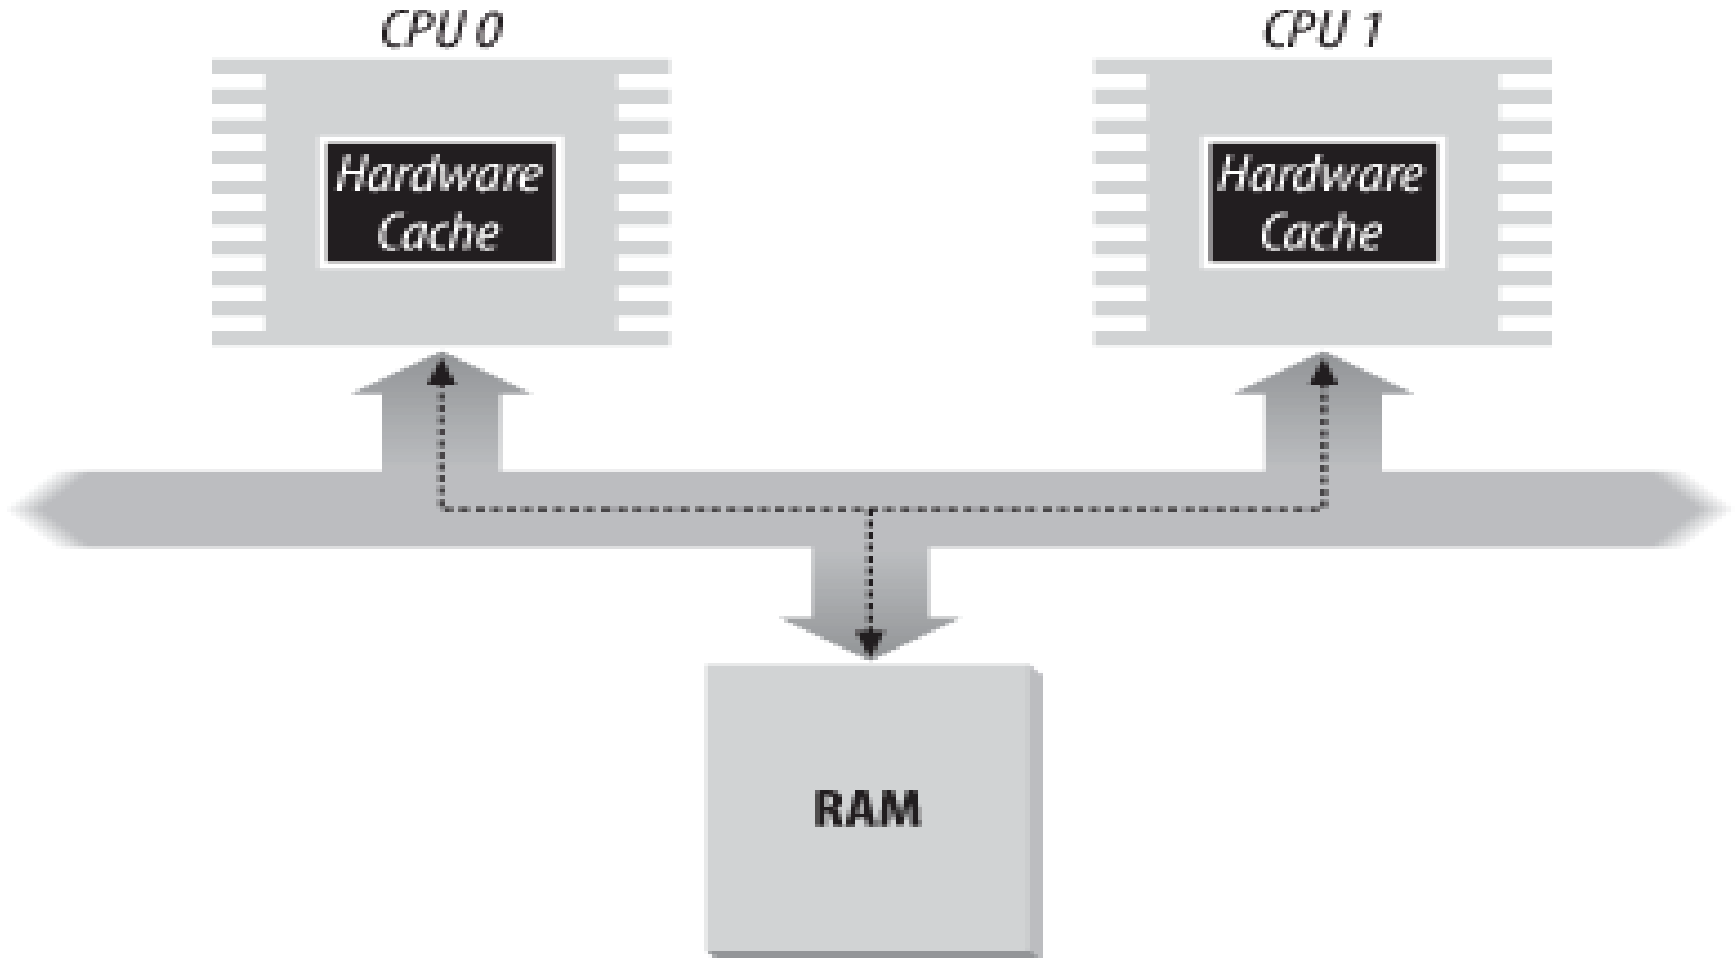 CPU 0
CPU 1
Hardware
Cache
Hardware
Cache
RAM